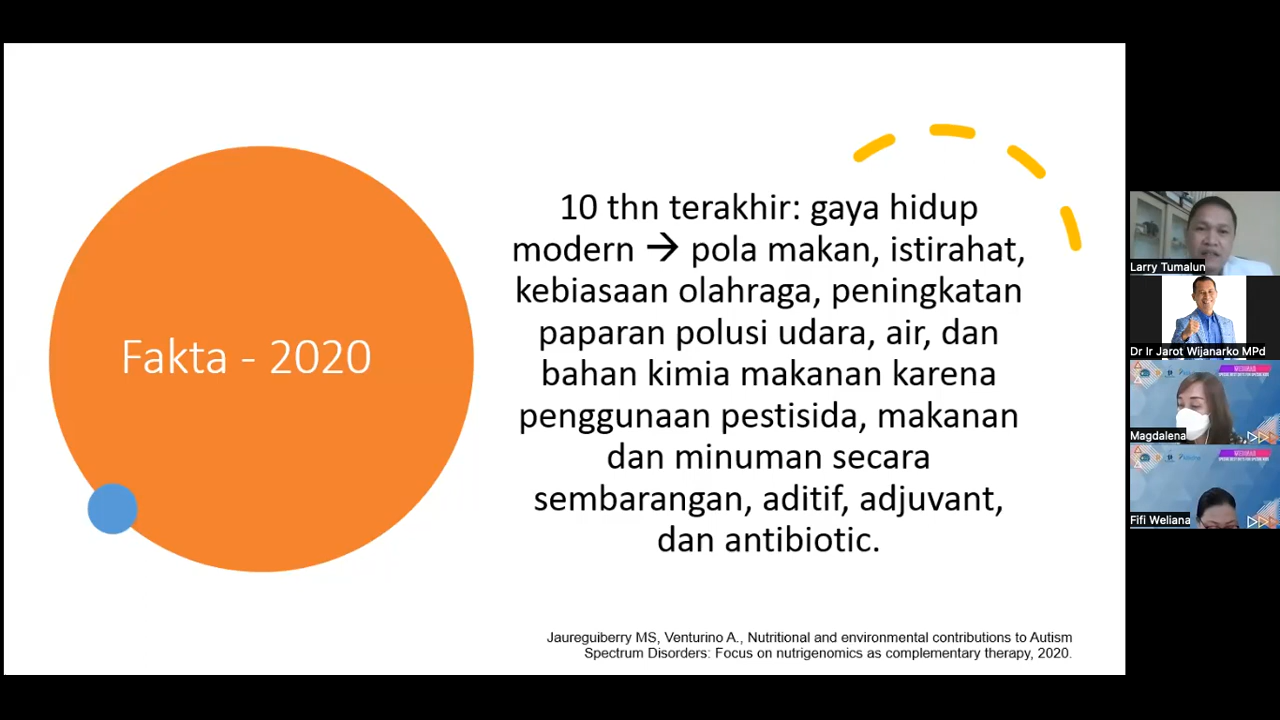 Fakta - 2020
10 thn terakhir: gaya hidup
modern → pola makan, istirahat,
kebiasaan olahraga, peningkatan
paparan polusi udara, air, dan
bahan kimia makanan karena
penggunaan pestisida, makanan
dan minuman secara
sembarangan, aditif, adjuvant,
dan antibiotic.
Jaureguiberry MS, Venturino A., Nutritional and environmental contributions to Autism
Spectrum Disorders: Focus on nutrigenomics as complementary therapy, 2020.
Larry Tumalun
Dr Ir Jarot Wijanarko MPd
Magdalena
Fifi Weliana